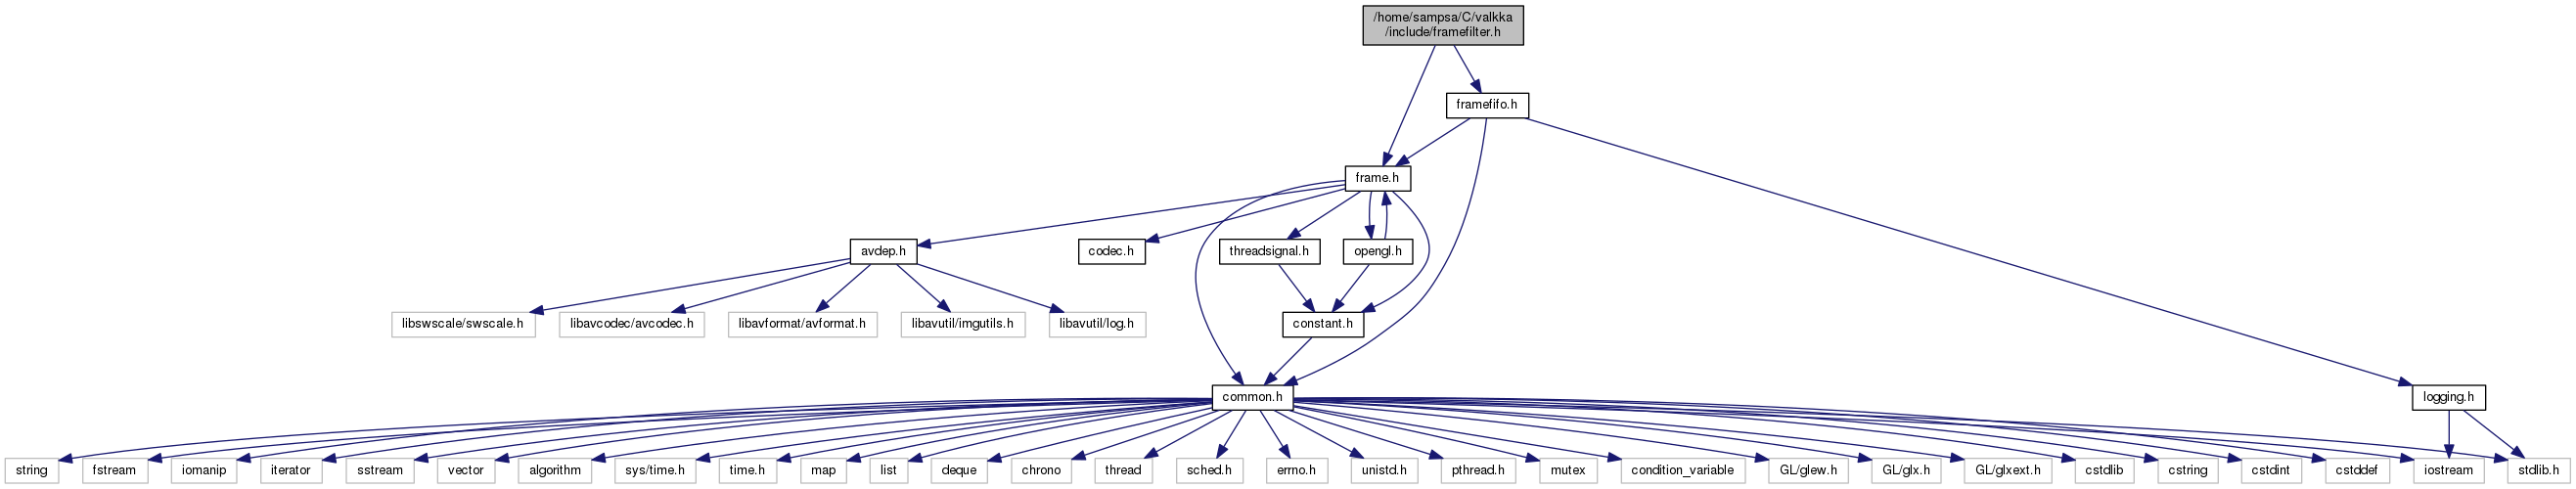 /home/sampsa/C/valkka
/include/framefilter.h
framefifo.h
frame.h
avdep.h
codec.h
threadsignal.h
opengl.h
libswscale/swscale.h
libavcodec/avcodec.h
libavformat/avformat.h
libavutil/imgutils.h
libavutil/log.h
constant.h
common.h
logging.h
string
fstream
iomanip
iterator
sstream
vector
algorithm
sys/time.h
time.h
map
list
deque
chrono
thread
sched.h
errno.h
unistd.h
pthread.h
mutex
condition_variable
GL/glew.h
GL/glx.h
GL/glxext.h
cstdlib
cstring
cstdint
cstddef
iostream
stdlib.h